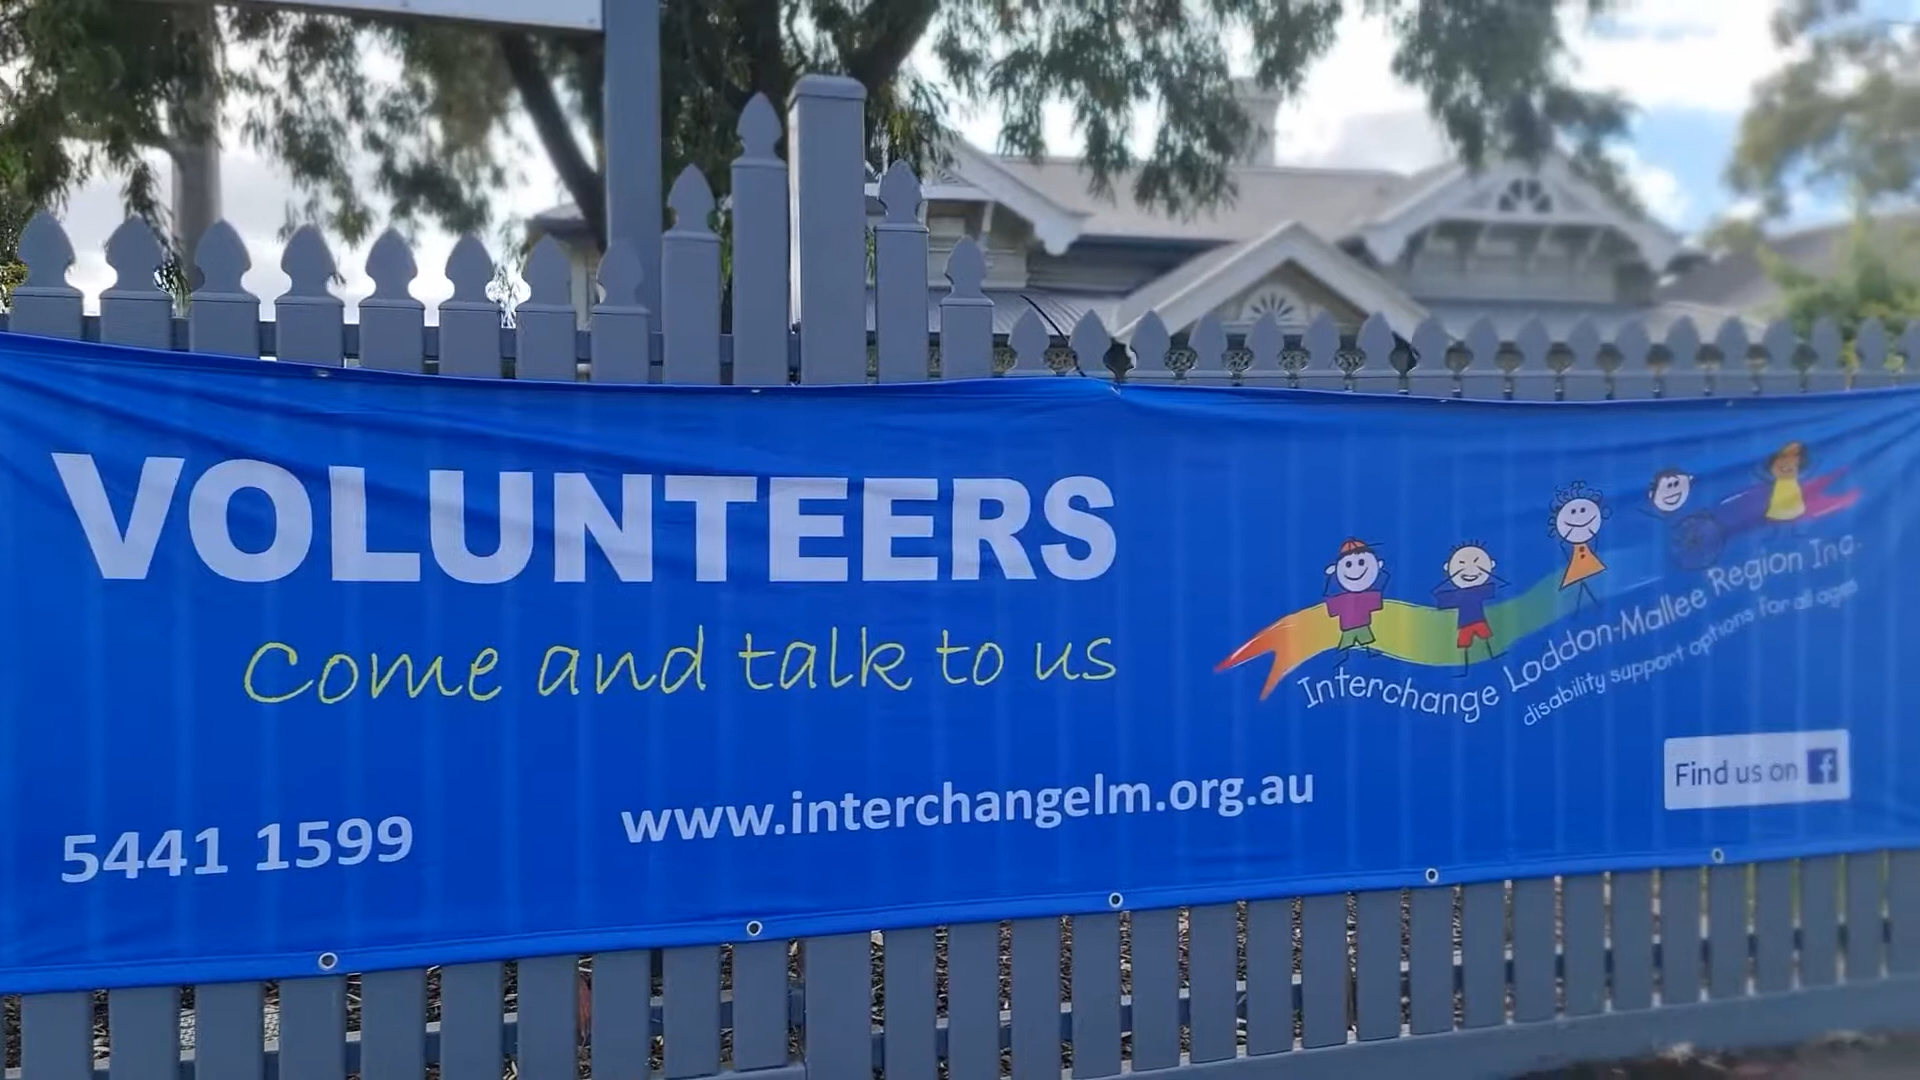 VOLUNTEERS
Come and talk to us
5441 1599
www.interchangelm.org.au
Interchange Loddon-Mallee Region Inc.
disability support options for all ages
Find us on f